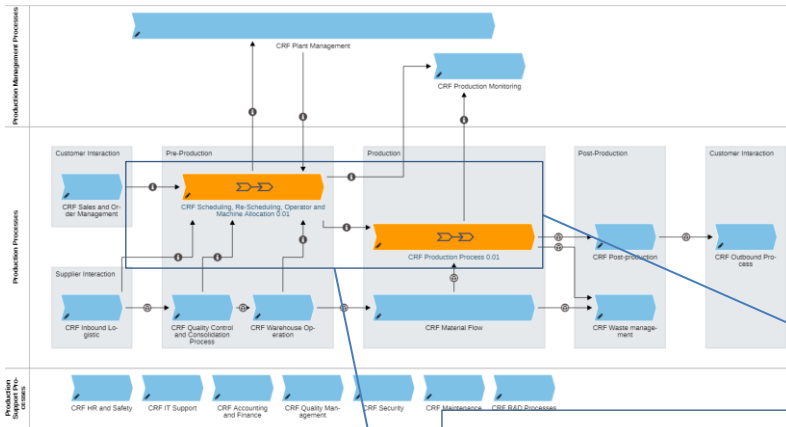 Production Management Processes
CRF Plant Management
CRF Production Monitoring
Production Processes
Customer Interaction
Pre-Production
Production
Post-Production
Customer Interaction
CRF Sales and Or-
der Management
CRF Scheduling, Re-Scheduling, Operator and
Machine Allocation 0.01
CRF Production Process 0.01
CRF Post-production
CRF Outbound Pro-
cess
Supplier Interaction
CRF Inbound Lo-
gistic
CRF Quality Control
and Consolidation
Process
CRF Warehouse Op-
eration
CRF Material Flow
CRF Waste manage-
ment
Production
Support Pro-
cesses
CRF HR and Safety
CRF IT Support
CRF Accounting
and Finance
CRF Quality Man-
agement
CRF Security
CRF Maintenance
CRF R&D Processes